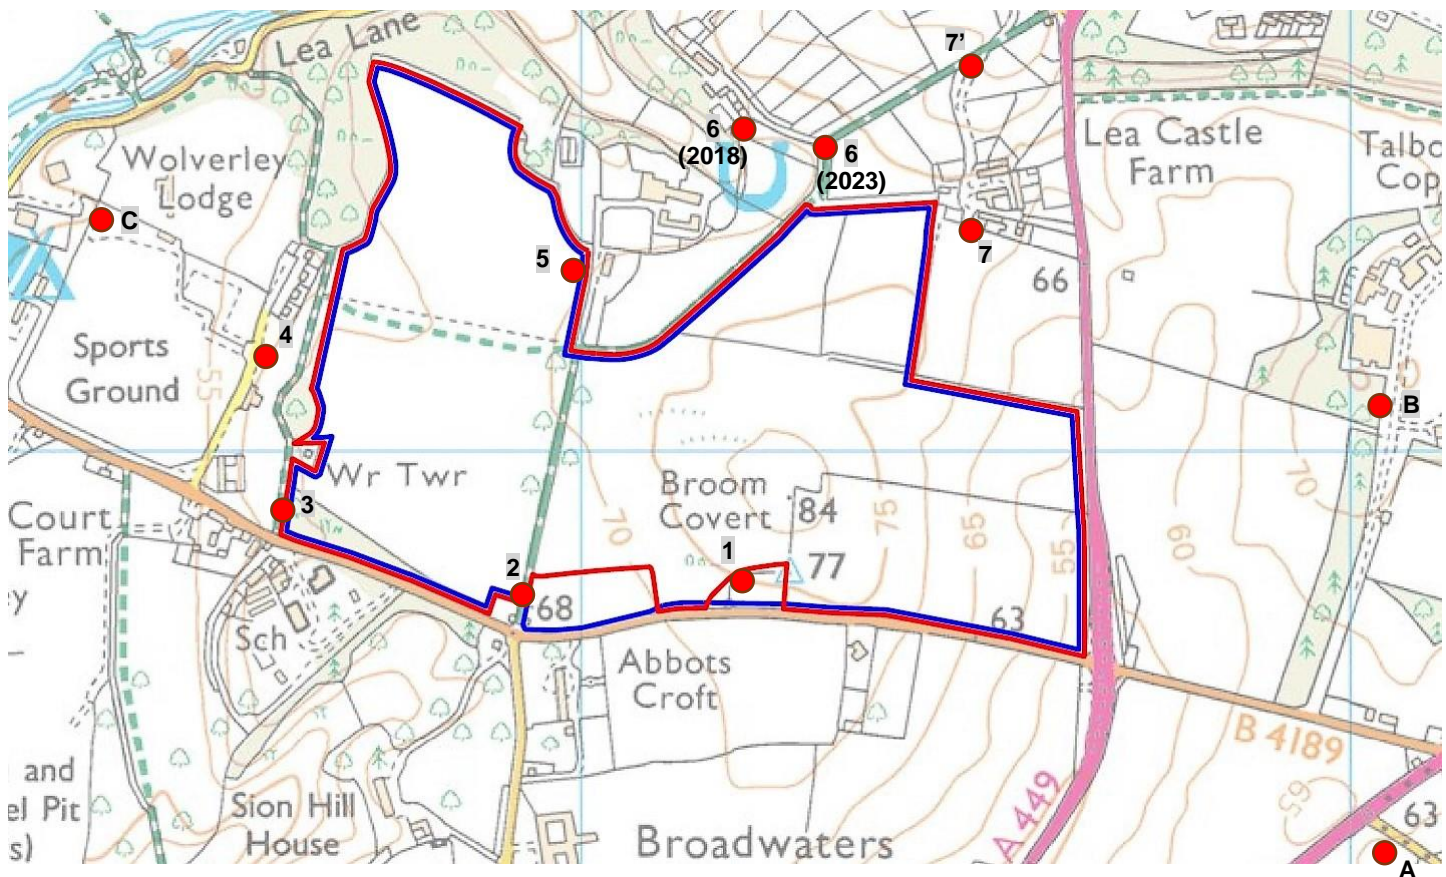 Lea Lane
7’
6
(2018)
6
(2023)
Lea Castle
Farm
Talbo
Cop
Wolverley
Lodge
C
5
7
66
4
Sports
Ground
55
B
70
Wr Twr
Broom
Covert
84
75
65
55
60
70
3
Court
Farm
y
1
77
2
68
63
Sch
Abbots
Croft
B 4189
and
el Pit
s)
Sion Hill
House
Broadwaters
A 449
65
63
A